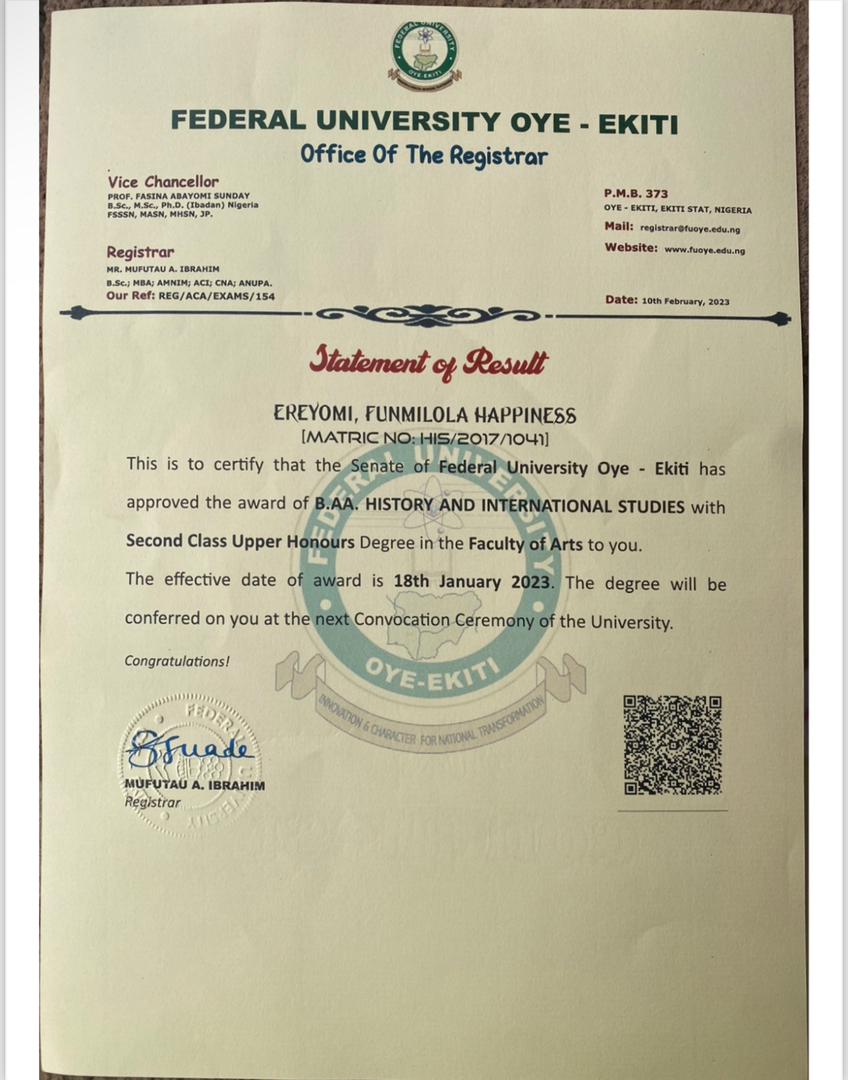 FEDERAL UNIVERSITY OYE - EKITI
Office Of The Registrar
Vice Chancellor
PROF. FASINA ABAYOMI SUNDAY
B.Sc., M.Sc., Ph.D. (Ibadan) Nigeria
FSSSN, MASN, MHSN, JP.
Registrar
MR. MUFUTAU A. IBRAHIM
B.Sc.; MBA; AMNIM; ACI; CNA; ANUPA.
Our Ref: REG/ACA/EXAMS/154
P.M.B. 373
OYE - EKITI, EKITI STAT, NIGERIA
Mail: registrar@fuoye.edu.ng
Website: www.fuoye.edu.ng
Date: 10th February, 2023
Statement of Result
EREYOMI, FUNMILOLA HAPPINESS
[MATRIC NO: HIS/2017/1041]
This is to certify that the Senate of Federal University Oye - Ekiti has
approved the award of B.AA. HISTORY AND INTERNATIONAL STUDIES with
Second Class Upper Honours Degree in the Faculty of Arts to you.
The effective date of award is 18th January 2023. The degree will be
conferred on you at the next Convocation Ceremony of the University.
Congratulations!
MUFUTAU A. IBRAHIM
Registrar
FEDERAL UNIVERSITY
OYE-EKITI
INNOVATION & CHARACTER FOR NATIONAL TRANSFORMATION